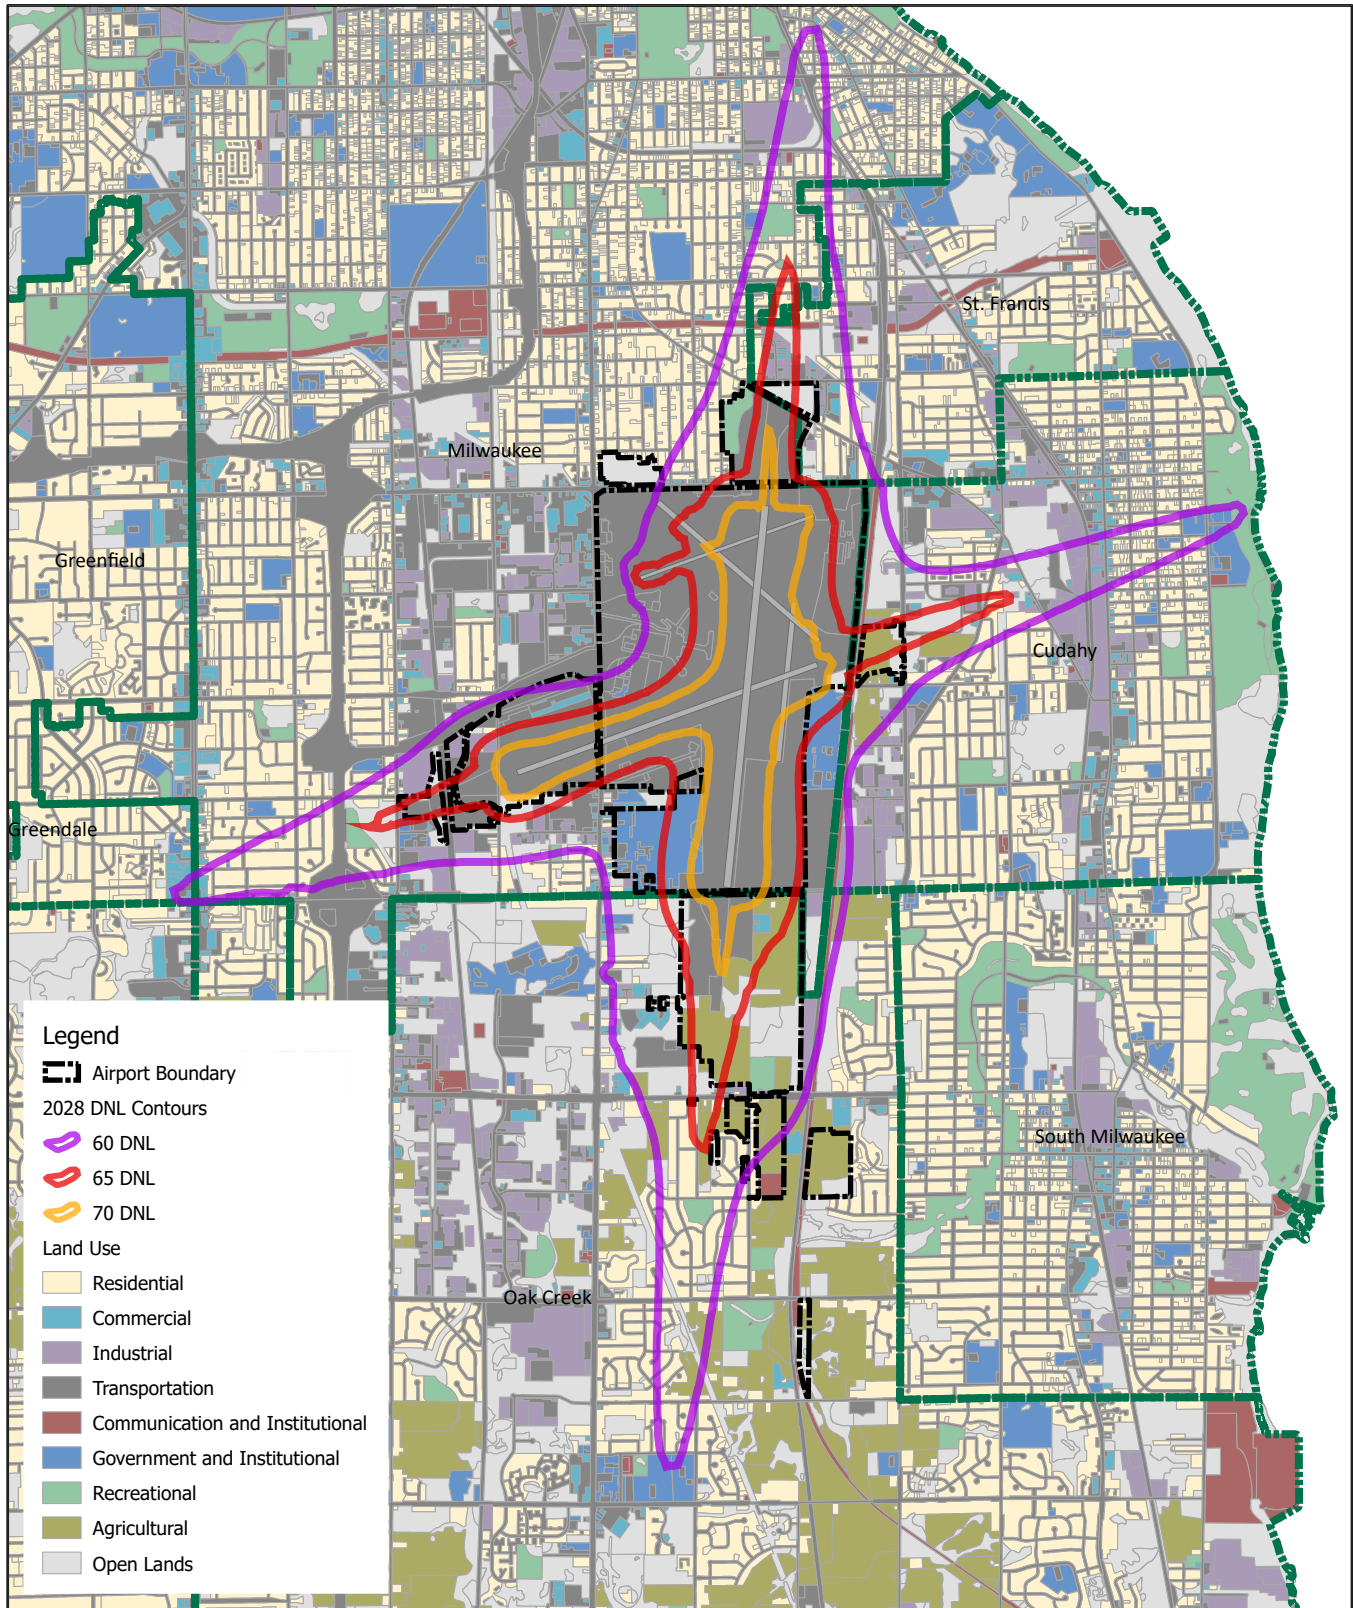 St. Francis
Milwaukee
Greenfield
Cudahy
Greendale
South Milwaukee
Oak Creek
Legend
Airport Boundary
2028 DNL Contours
60 DNL
65 DNL
70 DNL
Land Use
Residential
Commercial
Industrial
Transportation
Communication and Institutional
Government and Institutional
Recreational
Agricultural
Open Lands